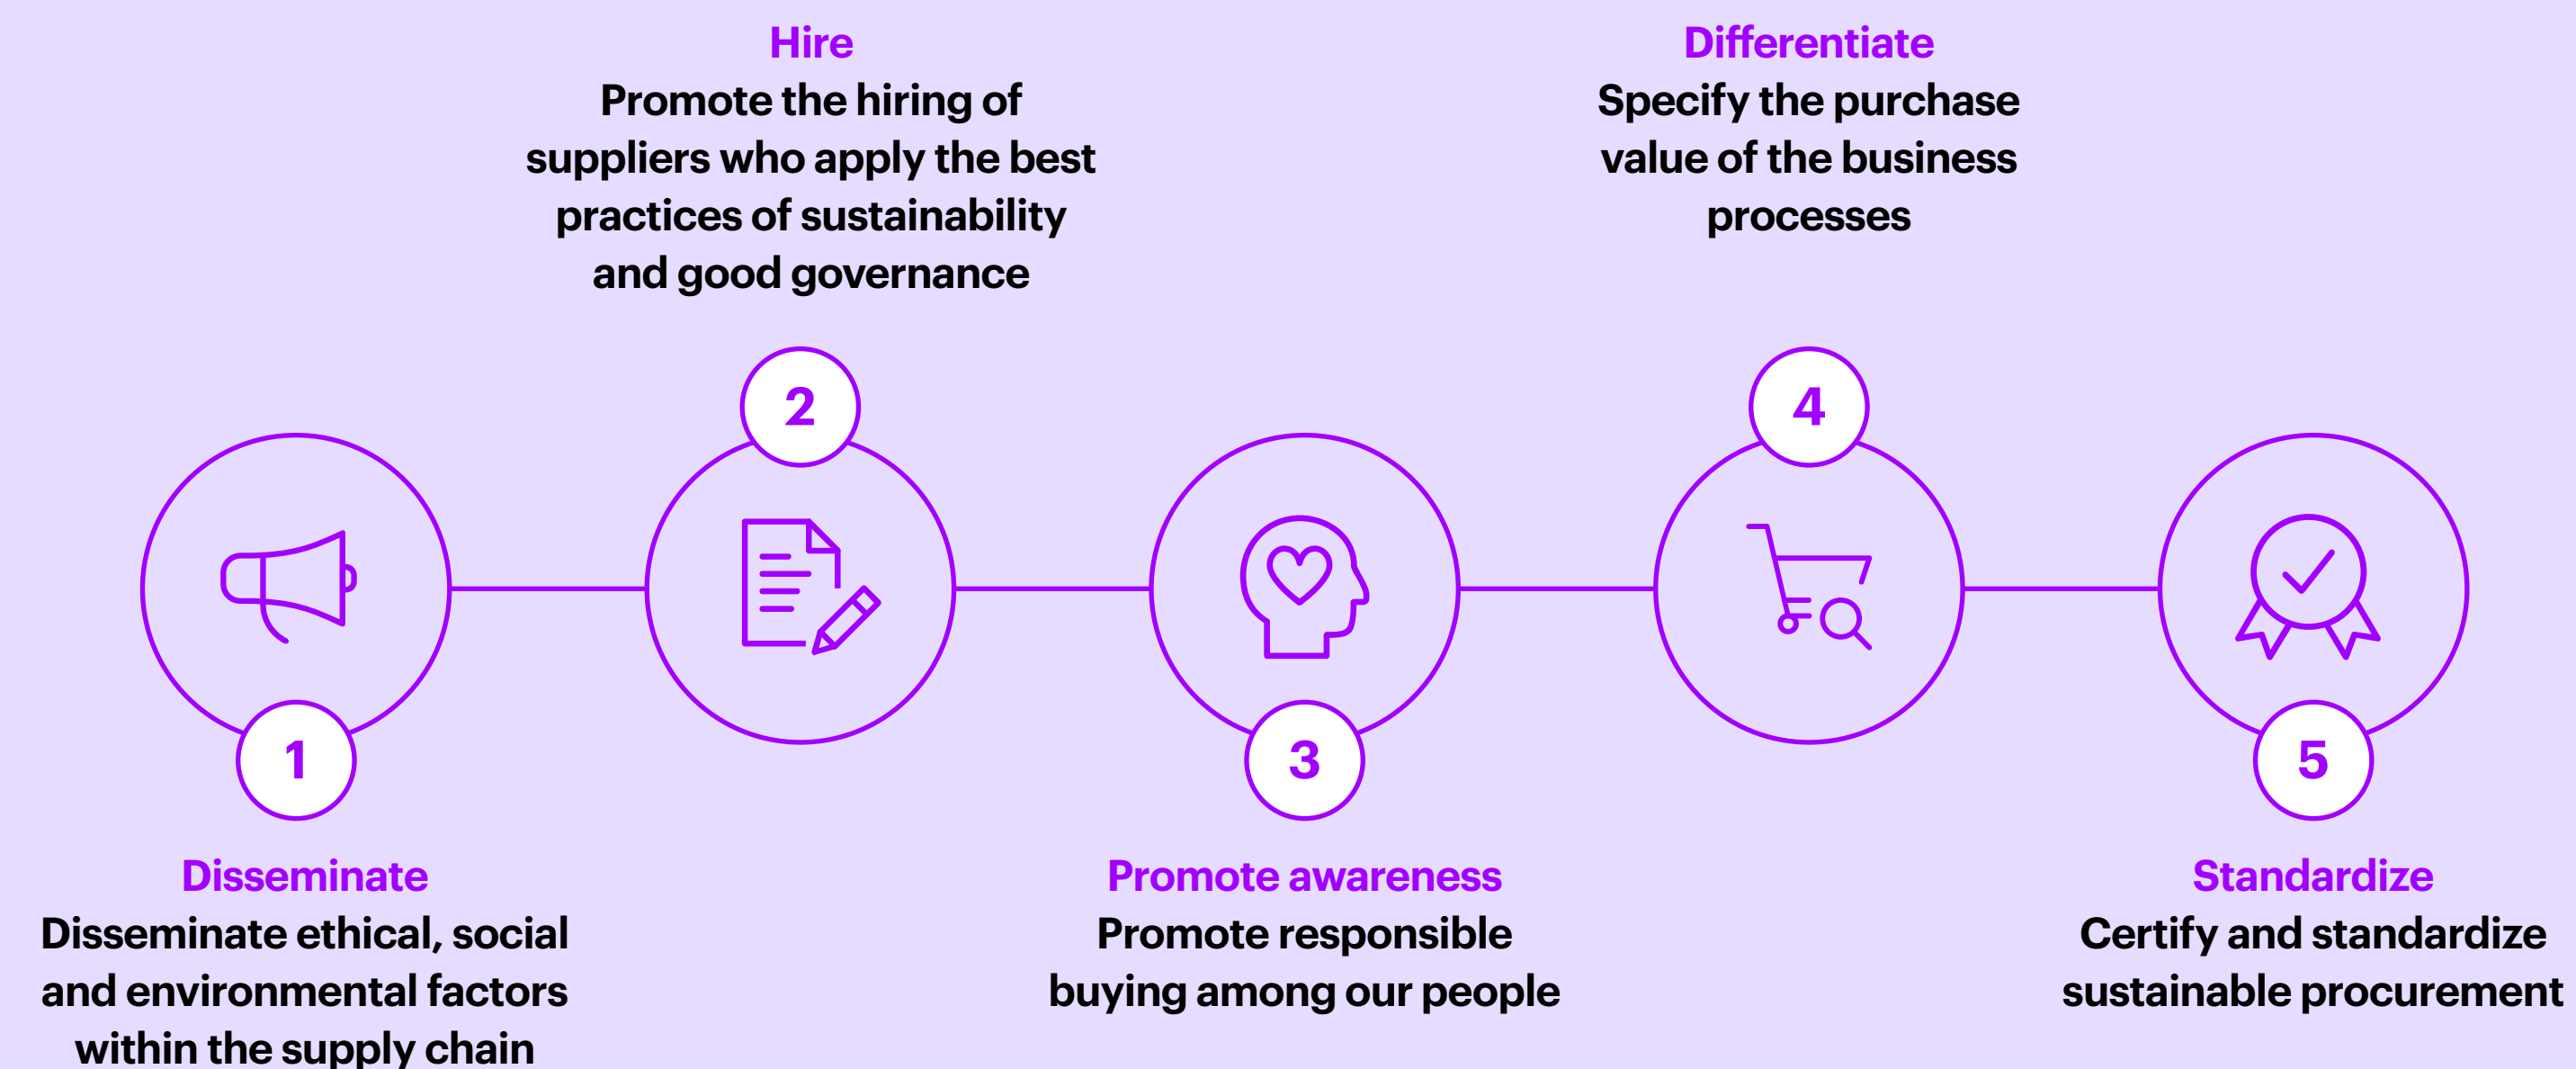 Hire
Promote the hiring of
suppliers who apply the best
practices of sustainability
and good governance
Differentiate
Specify the purchase
value of the business
processes
2
4
1
3
5
Disseminate
Disseminate ethical, social
and environmental factors
within the supply chain
Promote awareness
Promote responsible
buying among our people
Standardize
Certify and standardize
sustainable procurement